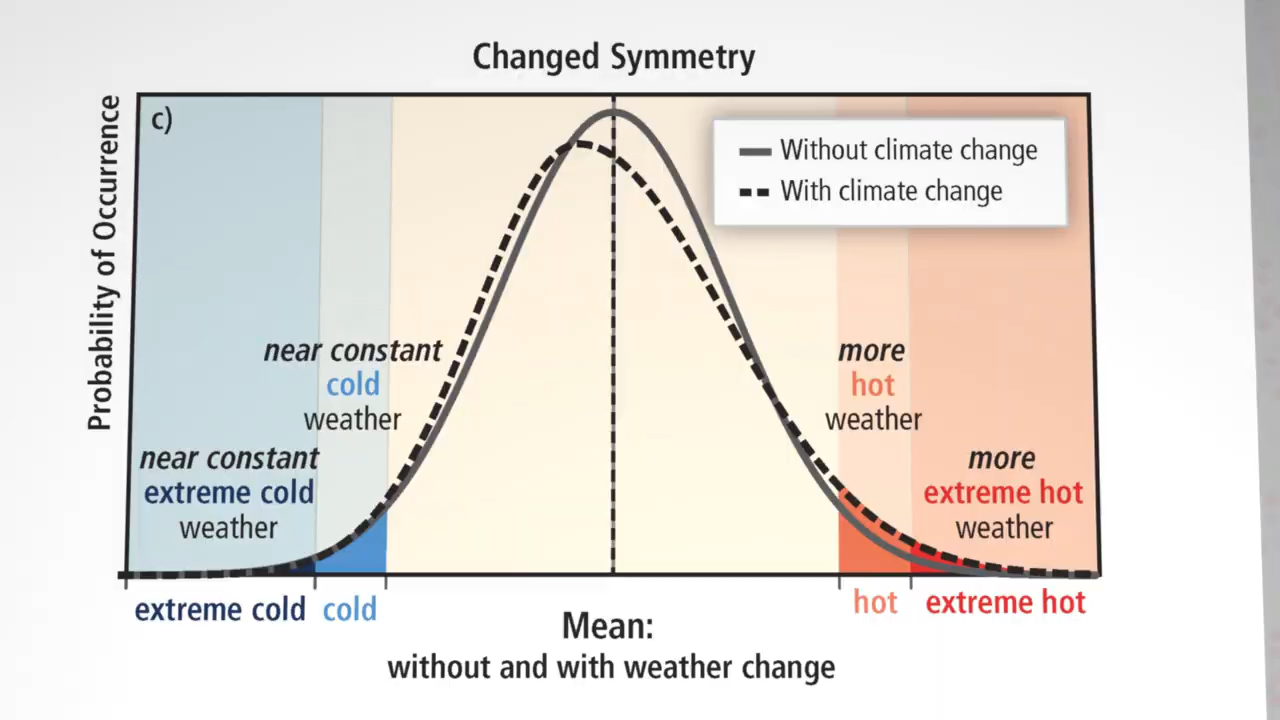 Changed Symmetry
Probability of Occurrence
c)
Without climate change
With climate change
near constant
cold
weather
more
hot
weather
near constant
extreme cold
weather
more
extreme hot
weather
extreme cold
cold
hot
extreme hot
Mean:
without and with weather change